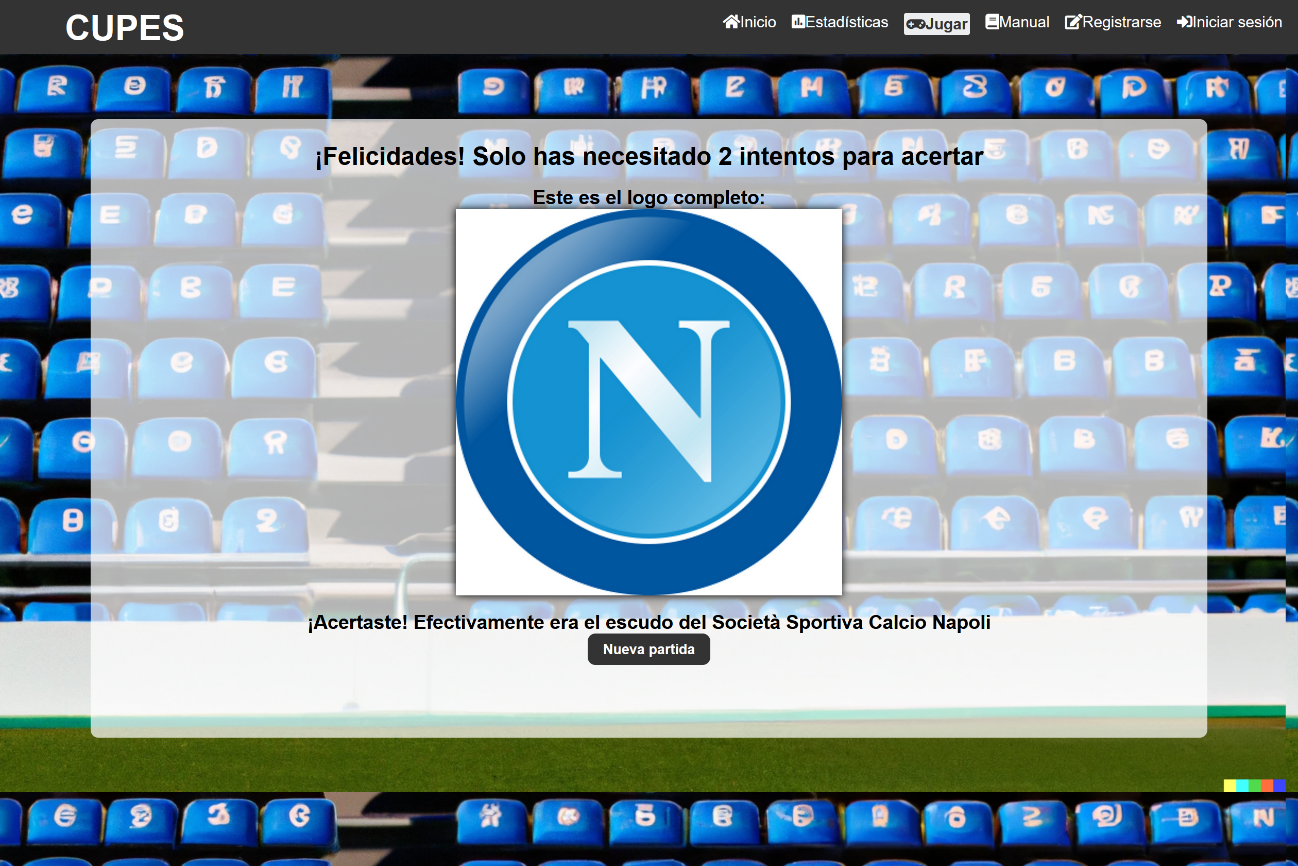 CUPES
Inicio
Estadísticas
Jugar
Manual
Registrarse
Iniciar sesión
¡Felicidades! Solo has necesitado 2 intentos para acertar
Este es el logo completo:
N
¡Acertaste! Efectivamente era el escudo del Società Sportiva Calcio Napoli
Nueva partida